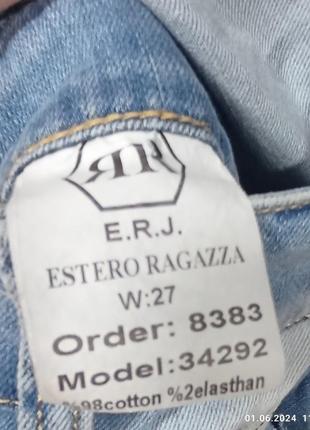 E.R.J.
ESTERO RAGAZZA
W:27
Order: 8383
Model:34292
%98cotton %2elasthan
01.06.2024